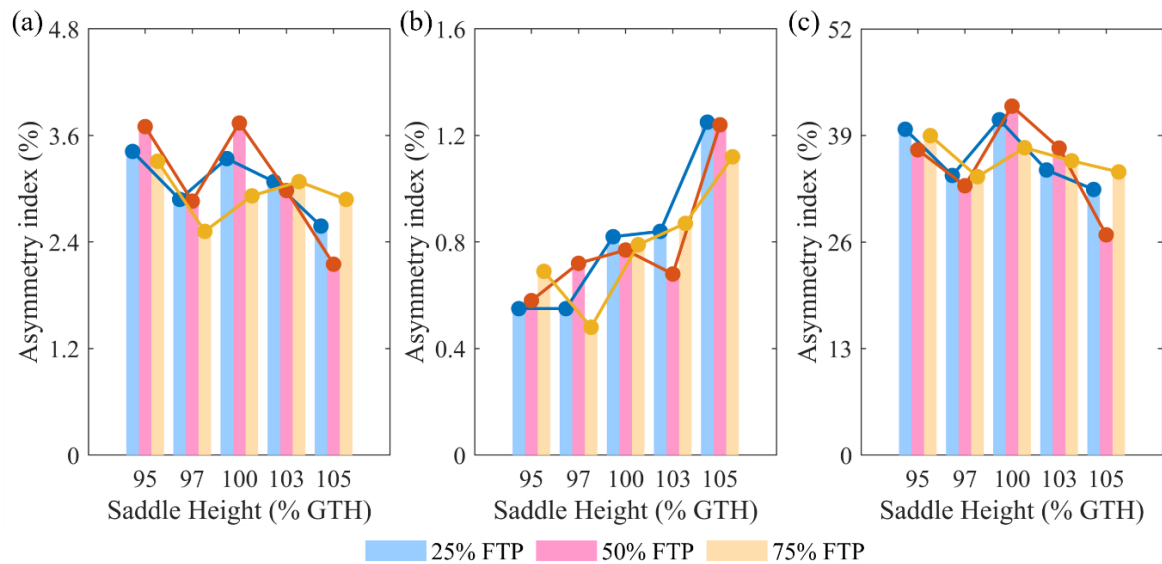 (a)
4.8
3.6
2.4
1.2
0
Asymmetry index (%)
95 97 100 103 105
Saddle Height (% GTH)
(b)
1.6
1.2
0.8
0.4
0
Asymmetry index (%)
95 97 100 103 105
Saddle Height (% GTH)
(c)
52
39
26
13
0
Asymmetry index (%)
95 97 100 103 105
Saddle Height (% GTH)
25% FTP 50% FTP 75% FTP